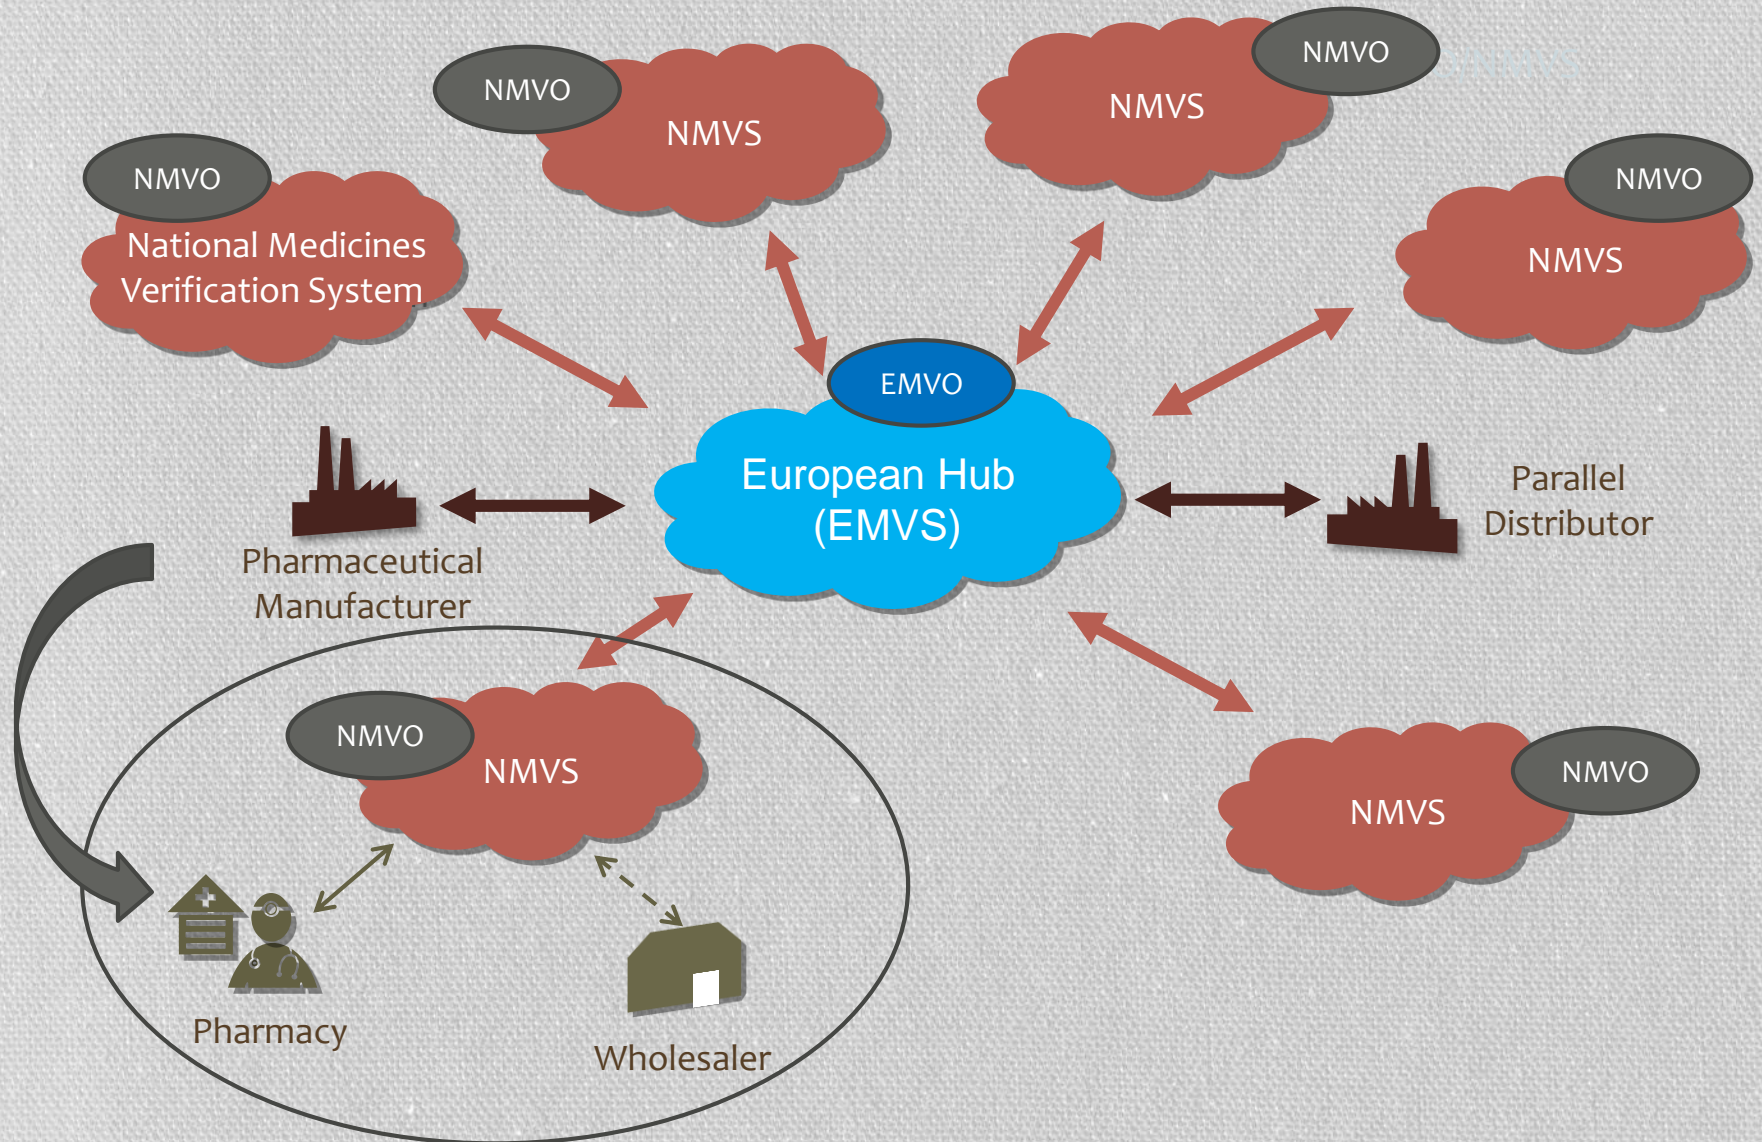 NMVO
NMVS
NMVO
NMVS
NMVO
National Medicines
Verification System
NMVO
NMVS
EMVO
European Hub
(EMVS)
Pharmaceutical
Manufacturer
Parallel
Distributor
NMVO
NMVS
NMVO
NMVS
Pharmacy
Wholesaler